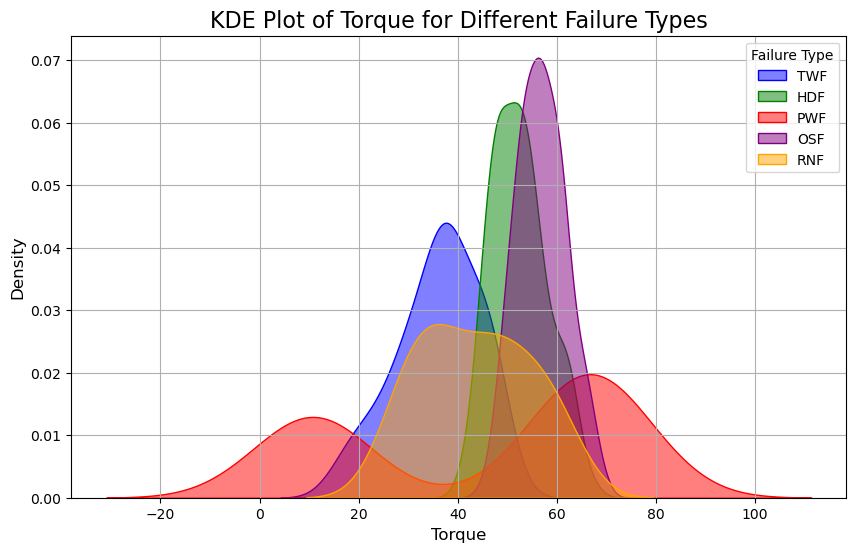 KDE Plot of Torque for Different Failure Types
Failure Type
TWF
HDF
PWF
OSF
RNF
Density
0.07
0.06
0.05
0.04
0.03
0.02
0.01
0.00
−20
0
20
40
60
80
100
Torque